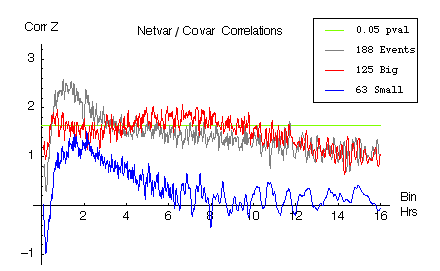 Corr Z
Netvar / Covar Correlations
0.05 pval
188 Events
125 Big
63 Small
3
2
1
-1
2 4 6 8 10 12 14 16
Bin
Hrs